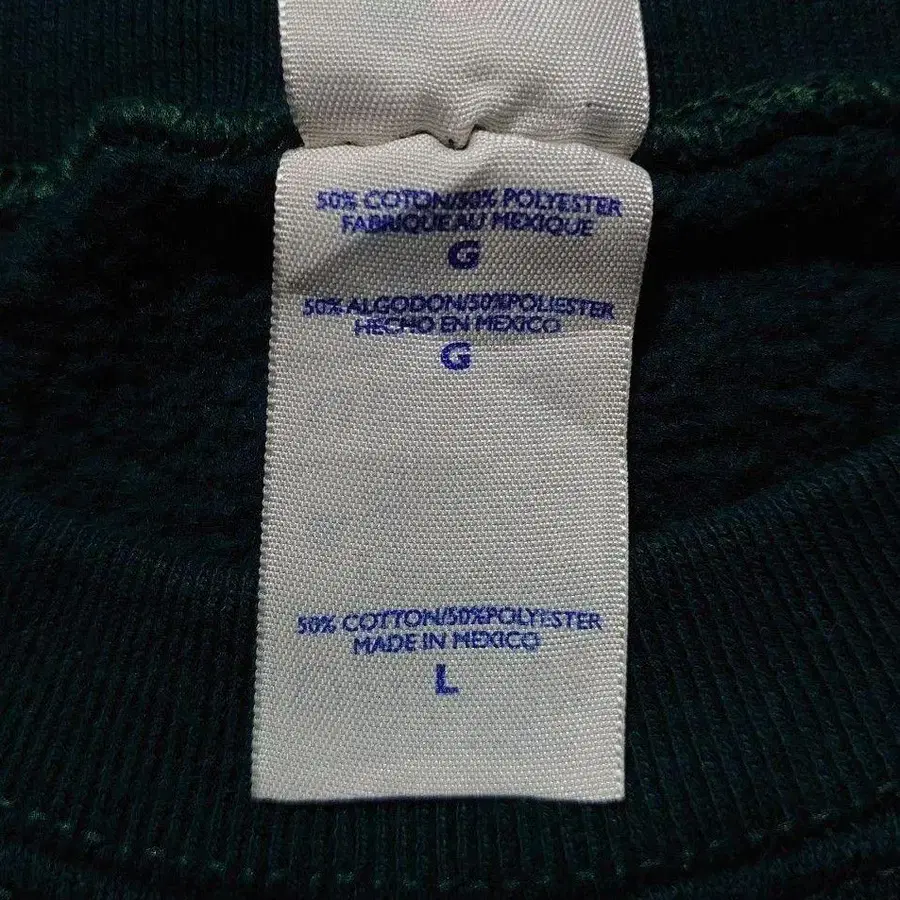 50% COTON/50% POLYESTER
FABRIQUE AU MEXIQUE
G
50% ALGODON/50%POLIESTER
HECHO EN MEXICO
G
50% COTTON/50%POLYESTER
MADE IN MEXICO
L